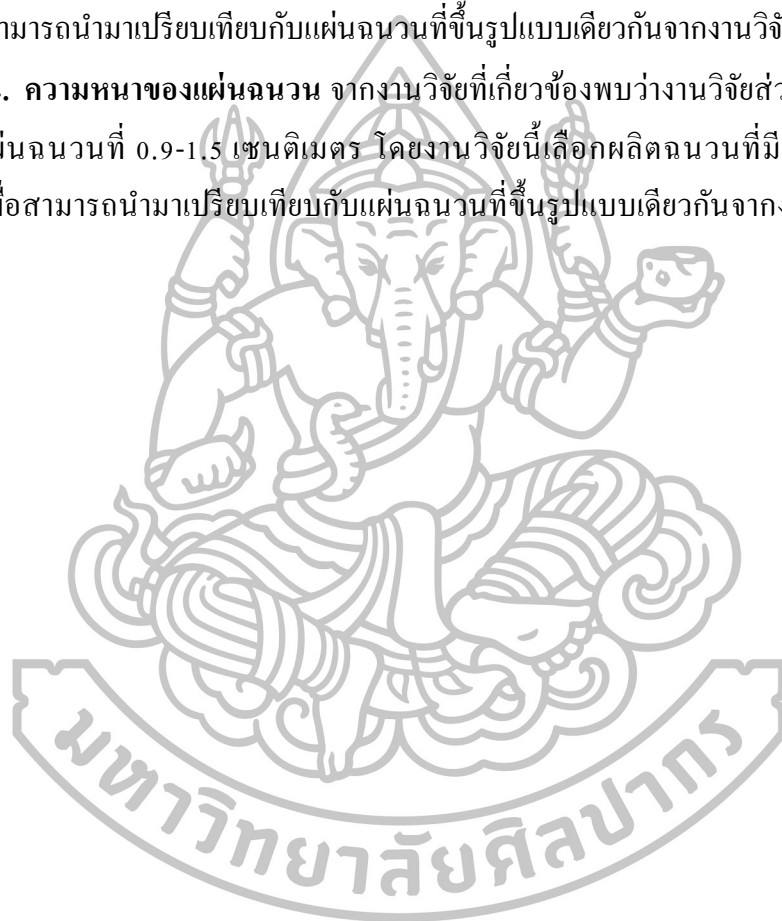 ามารถนำมาเปรียบเทียบกับแผ่นฉนวนที่ขึ้นรูปแบบเดียวกันจากงานวิจั
. ความหนาของแผ่นฉนวน จากงานวิจัยที่เกี่ยวข้องพบว่างานวิจัยส่ว
ผ่นฉนวนที่ 0.9-1.5 เซนติเมตร โดยงานวิจัยนี้เลือกผลิตฉนวนที่มี
ื่อสามารถนำมาเปรียบเทียบกับแผ่นฉนวนที่ขึ้นรูปแบบเดียวกันจากง
มหาวิทยาลัยศิลปากร